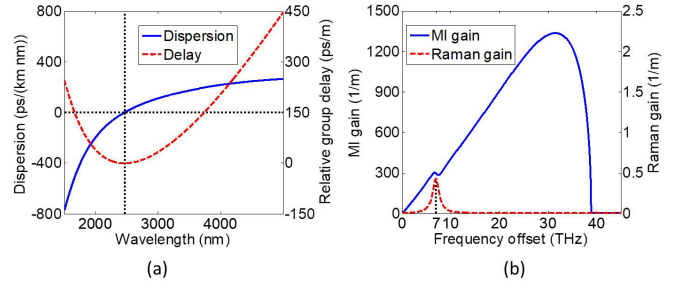 800
400
0
-400
-800
Dispersion (ps/(km nm))
Dispersion
Delay
450
300
150
0
-150
Relative group delay (ps/m)
2000
3000
4000
Wavelength (nm)
(a)
1500
1200
900
600
300
0
MI gain (1/m)
MI gain
Raman gain
2.5
2
1.5
1
0.5
0
Raman gain (1/m)
0
7
10
20
30
40
Frequency offset (THz)
(b)